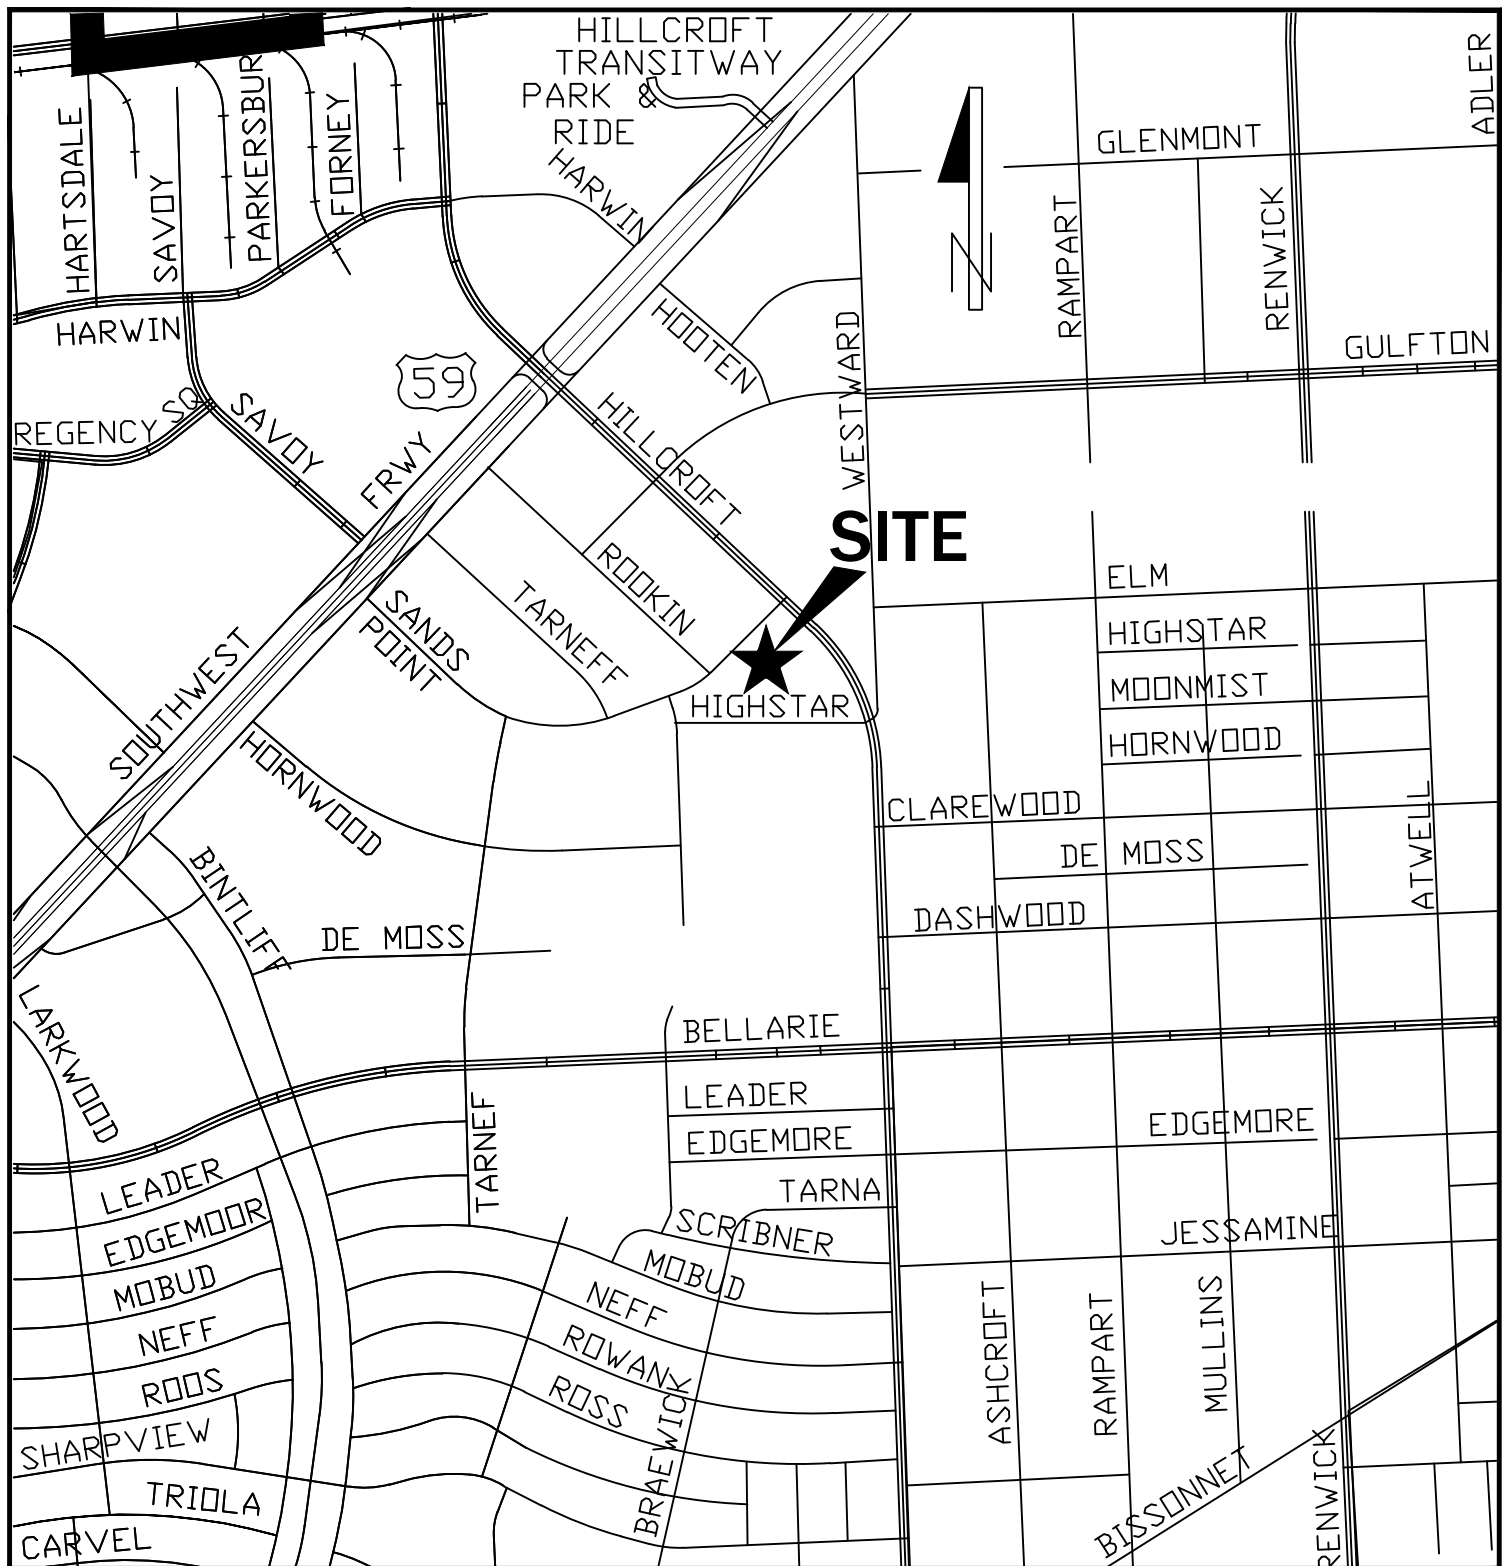 HILLCROFT
TRANSITWAY
PARK &
RIDE
ADLER
GLENMONT
HARTSDALE
SAVOY
PARKERSBUR
FORNEY
HARWIN
N
RAMPART
RENWICK
HARWIN
HOOTEN
WESTWARD
GULFTON
59
REGENCY SQ
SAVOY
FRWY
HILLCROFT
SITE
ROOKIN
TARNEFF
SANDS
POINT
ELM
HIGHSTAR
MOONMIST
HORNWOOD
HIGHSTAR
SOUTHWEST
HORNWOOD
CLAREWOOD
DE MOSS
ATWELL
BINTLIFF
DE MOSS
DASHWOOD
LARKWOOD
BELLARIE
LEADER
EDGEMORE
EDGEMORE
TARNEF
TARNA
LEADER
EDGEMOOR
SCRIBNER
JESSAMINE
MOBUD
MOBUD
NEFF
NEFF
ROWANK
ROOS
ROSS
ASHCROFT
RAMPART
MULLINS
BRAEWICK
SHARPVIEW
TRIOLA
CARVEL
BISSONNET
RENWICK